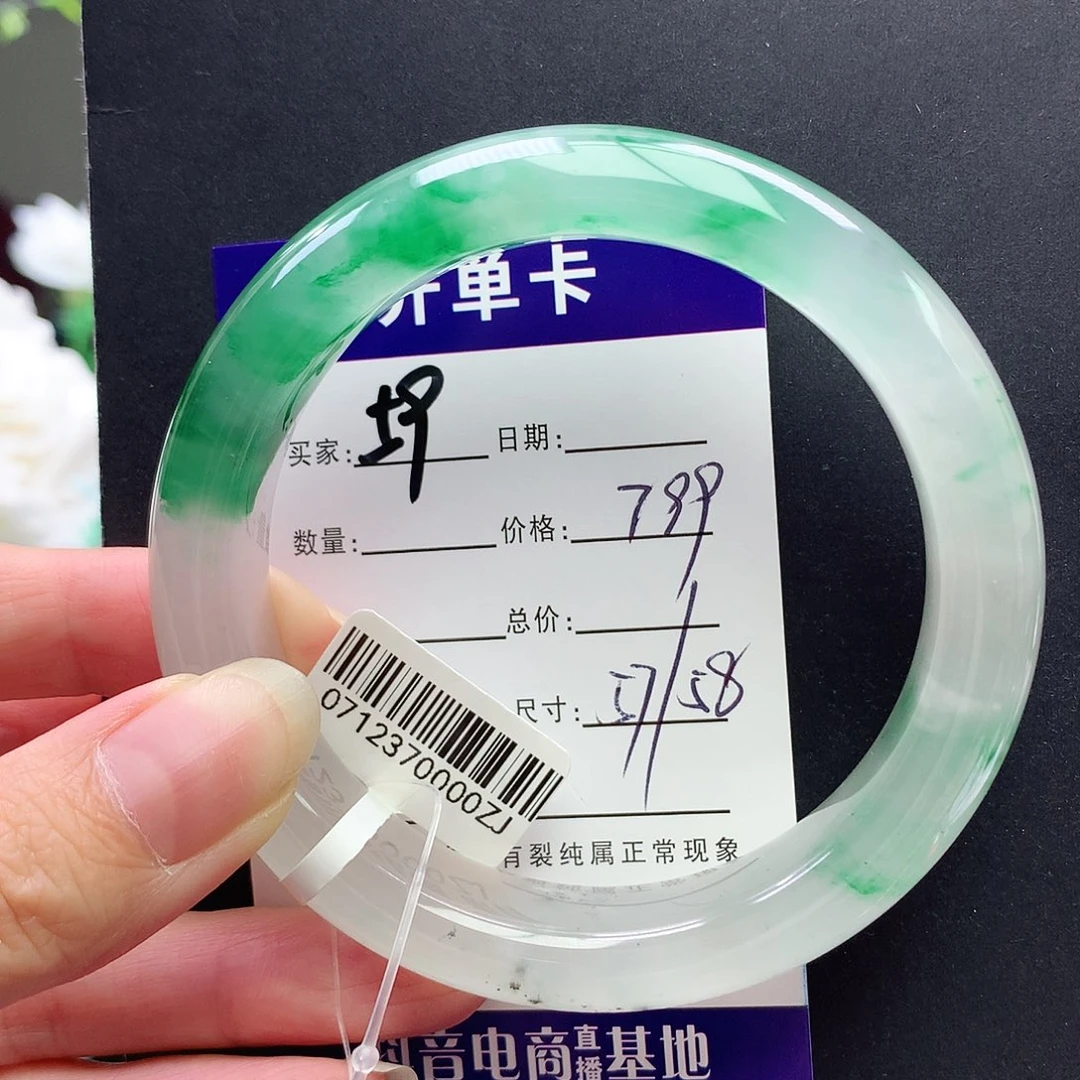 开单卡
买家: 日期:
数量: 价格: 799
总价:
尺寸: 57/58
0712370000ZJ
有裂纯属正常现象
抖音电商直播基地